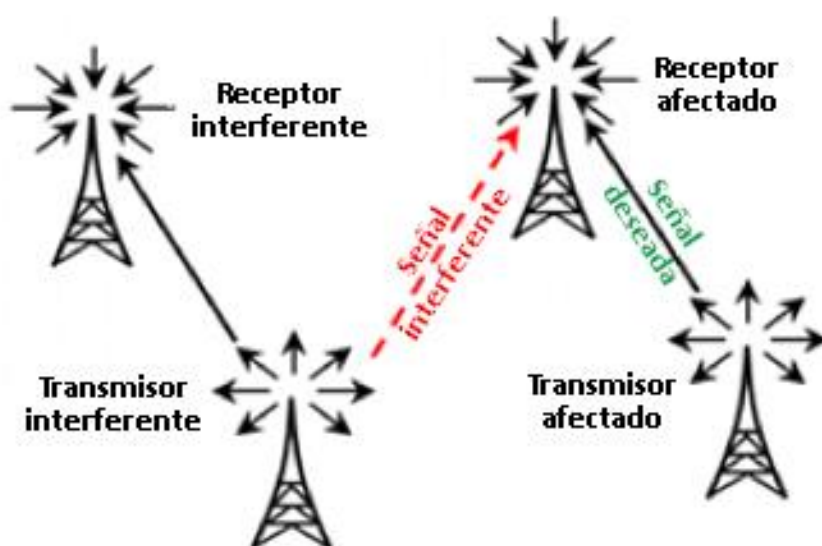 Receptor
interferente
Receptor
afectado
Señal
interferente
Señal
deseada
Transmisor
interferente
Transmisor
afectado